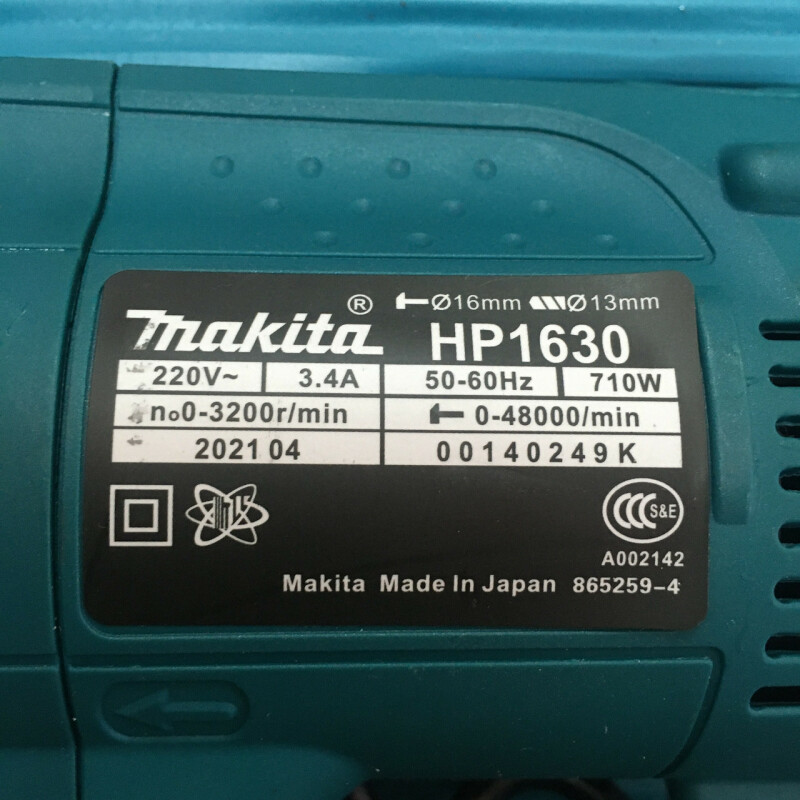 ® Ø16mm Ø13mm
makita HP1630
220V~ 3.4A 50-60Hz 710W
n₀0-3200r/min 0-48000/min
2021 04 00140249K
CCC S&E
A002142
Makita Made In Japan 865259-4